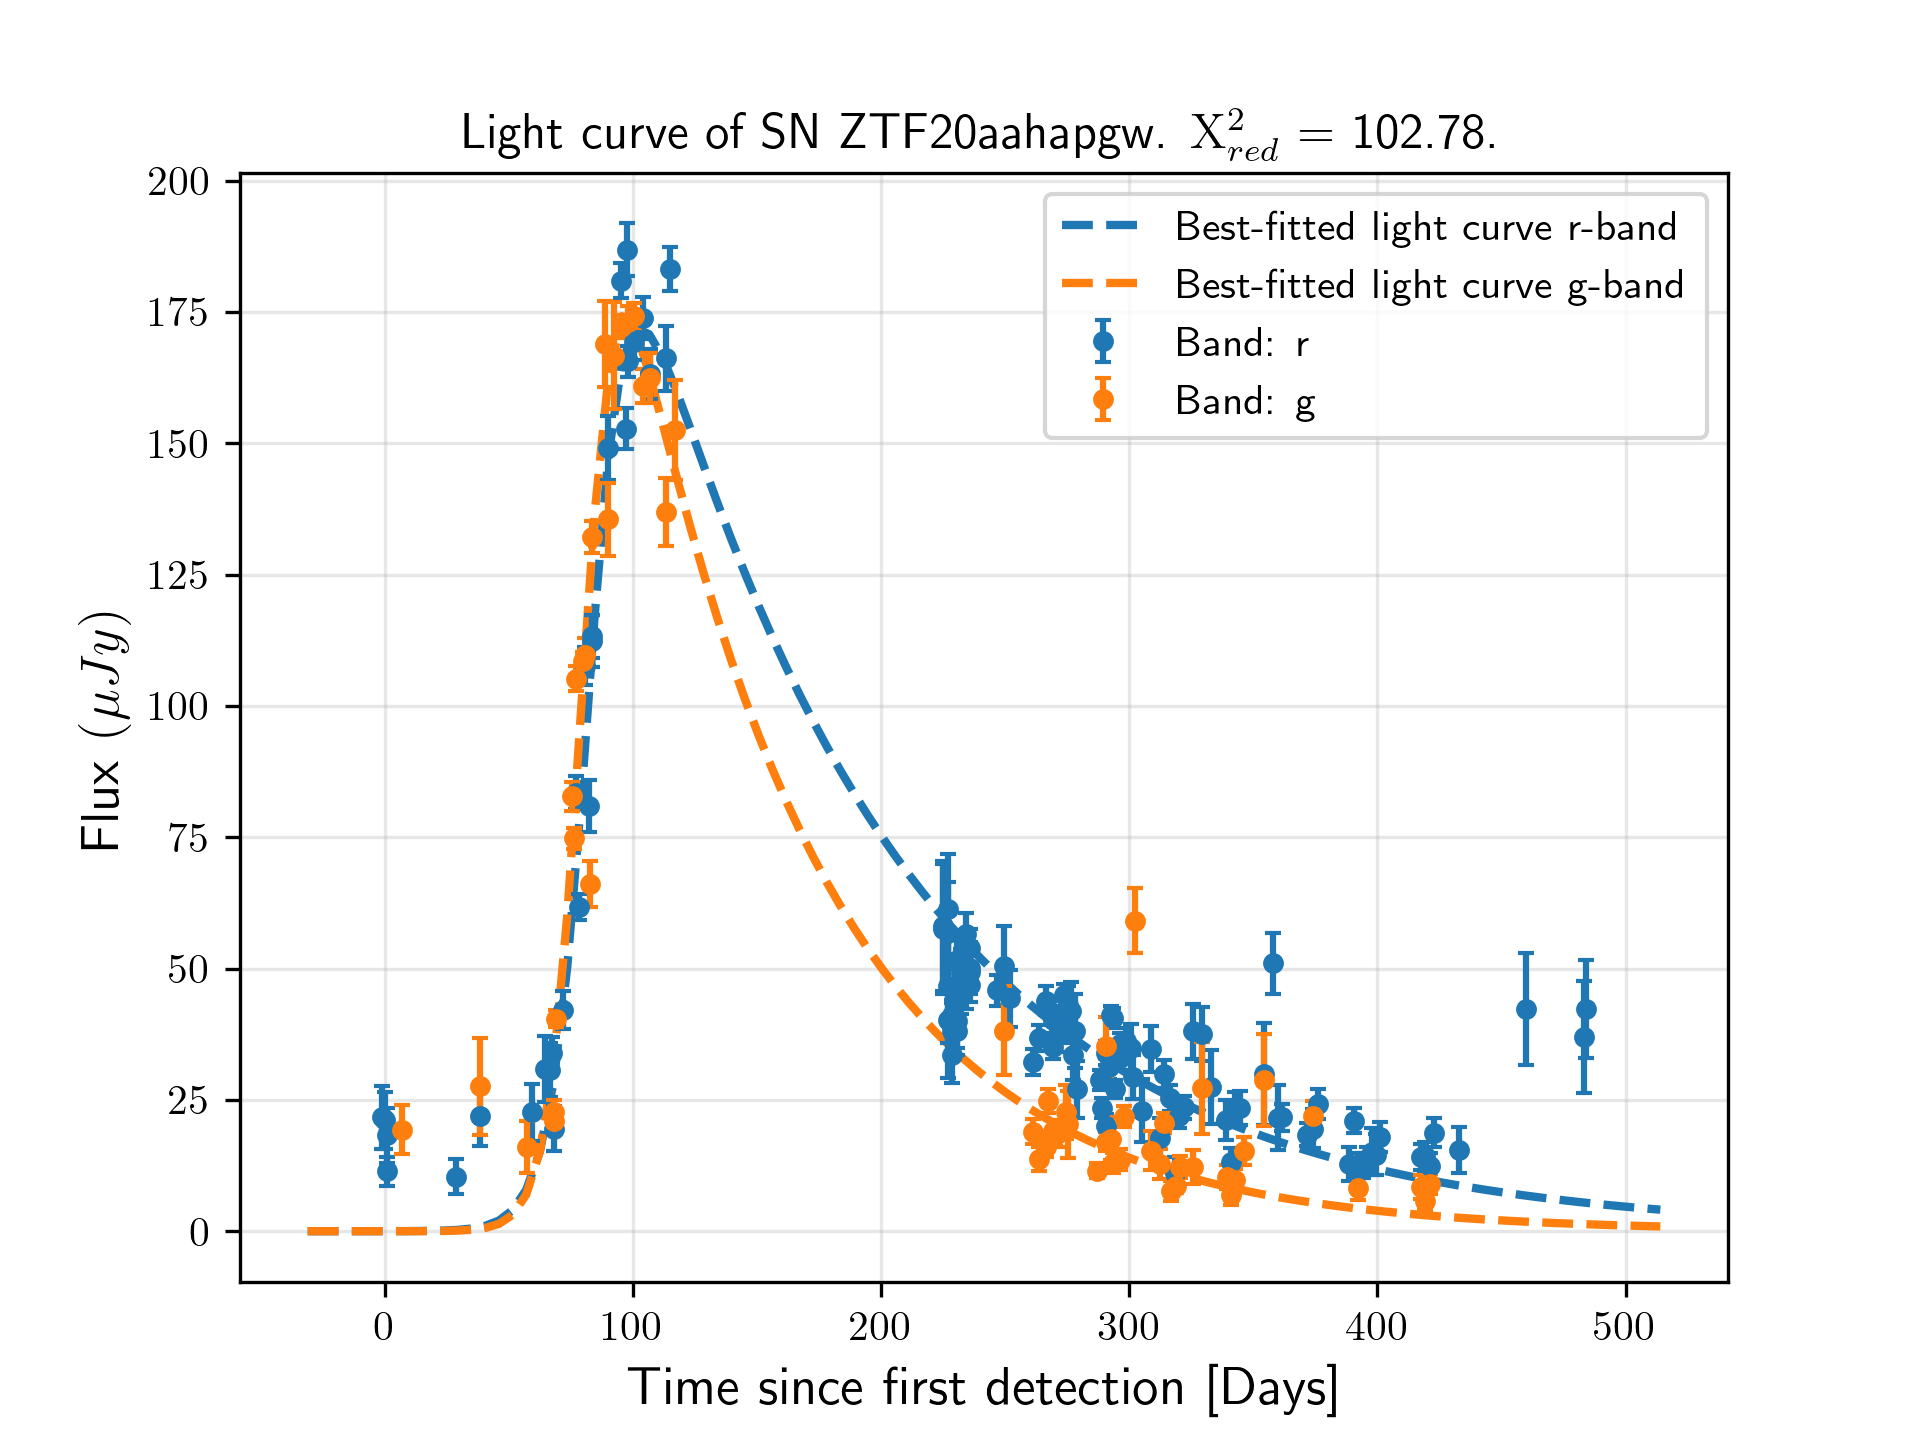 Light curve of SN ZTF20aahapgw. X²_red = 102.78.
200
175
150
125
100
75
50
25
0
Flux (μJy)
Best-fitted light curve r-band
Best-fitted light curve g-band
Band: r
Band: g
0 100 200 300 400 500
Time since first detection [Days]